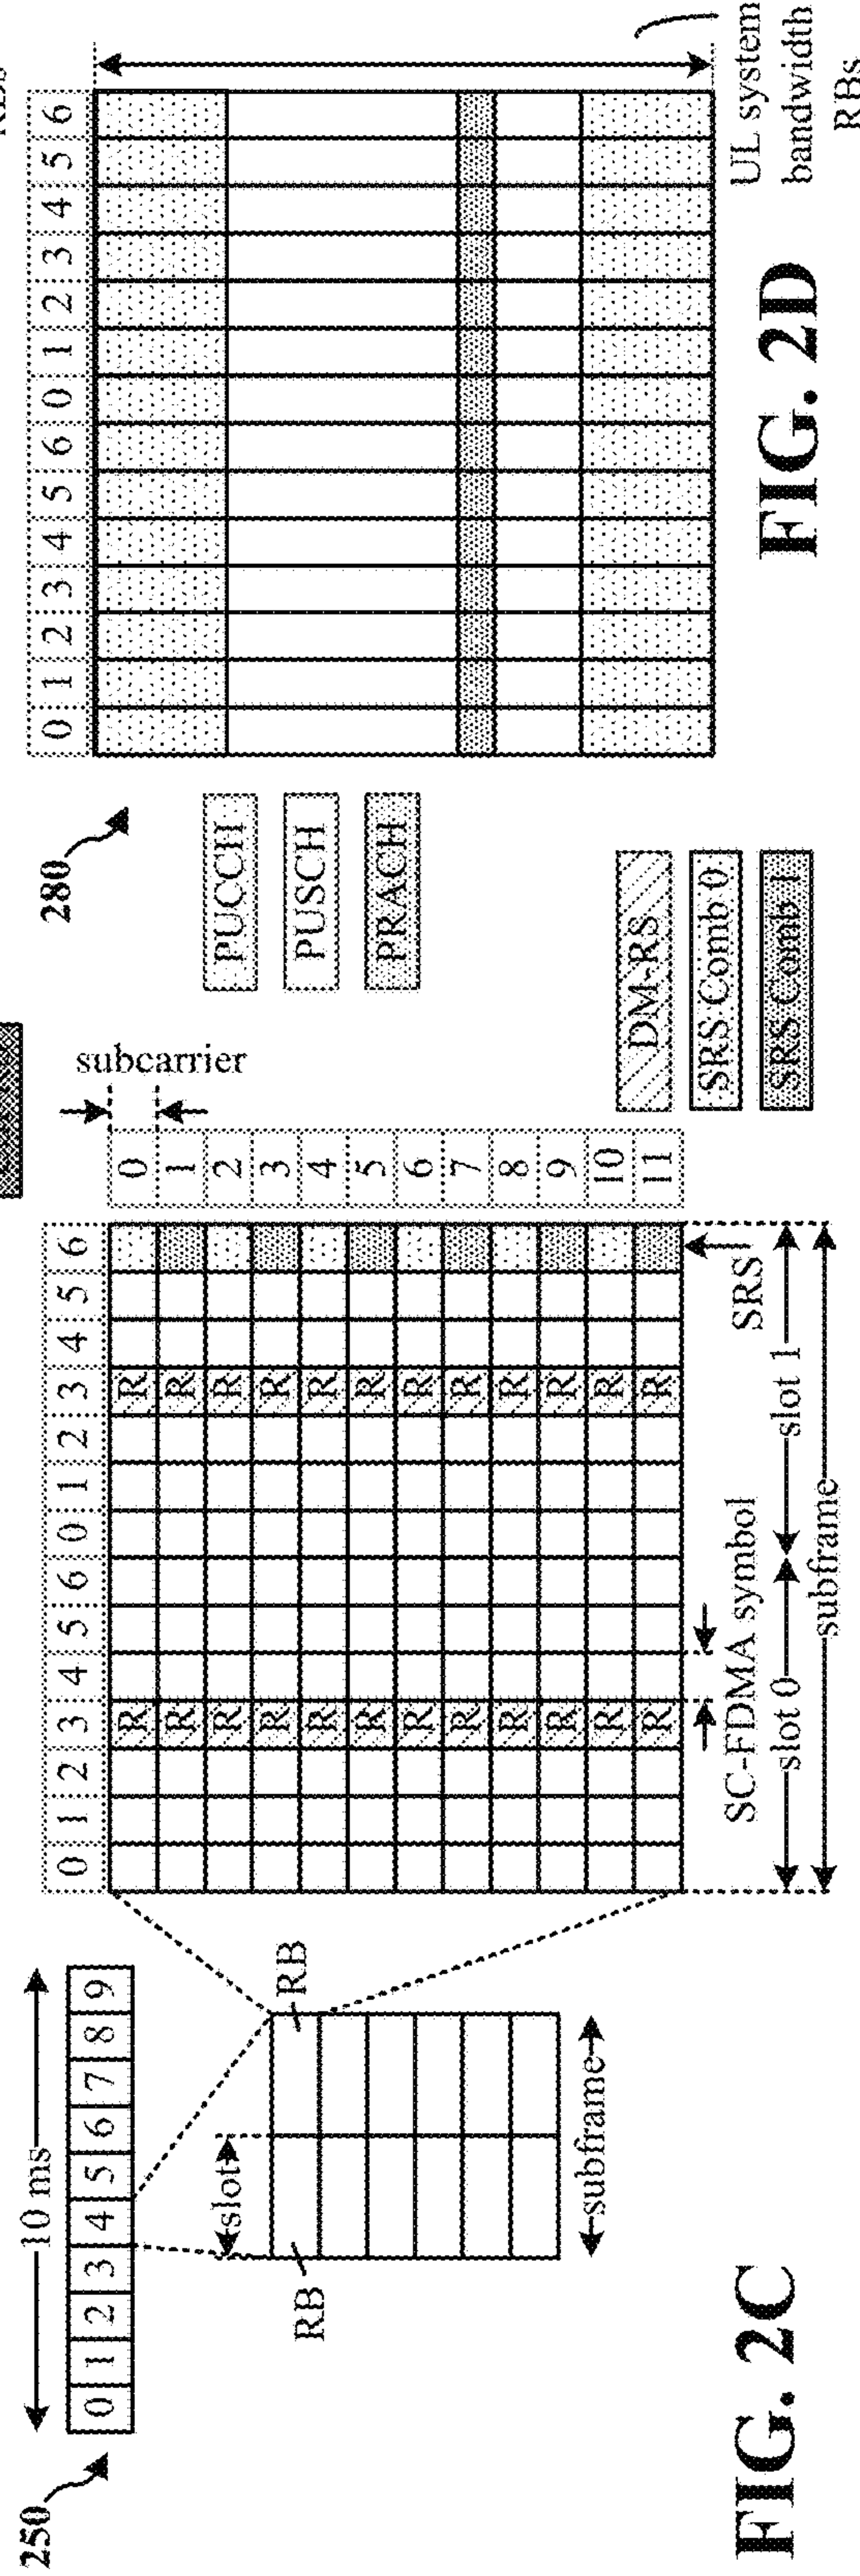 250
10 ms
0 1 2 3 4 5 6 7 8 9
slot
RB
RB
subframe
0 1 2 3 4 5 6 0 1 2 3 4 5 6
subcarrier
R R 0
R R 1
R R 2
R R 3
R R 4
R R 5
R R 6
R R 7
R R 8
R R 9
R R 10
R R 11
SC-FDMA symbol
SRS
slot 0
slot 1
subframe
DM-RS
SRS Comb 0
SRS Comb 1
FIG. 2C
280
PUCCH
PUSCH
PRACH
0 1 2 3 4 5 6 0 1 2 3 4 5 6
UL system
bandwidth
RBs
FIG. 2D